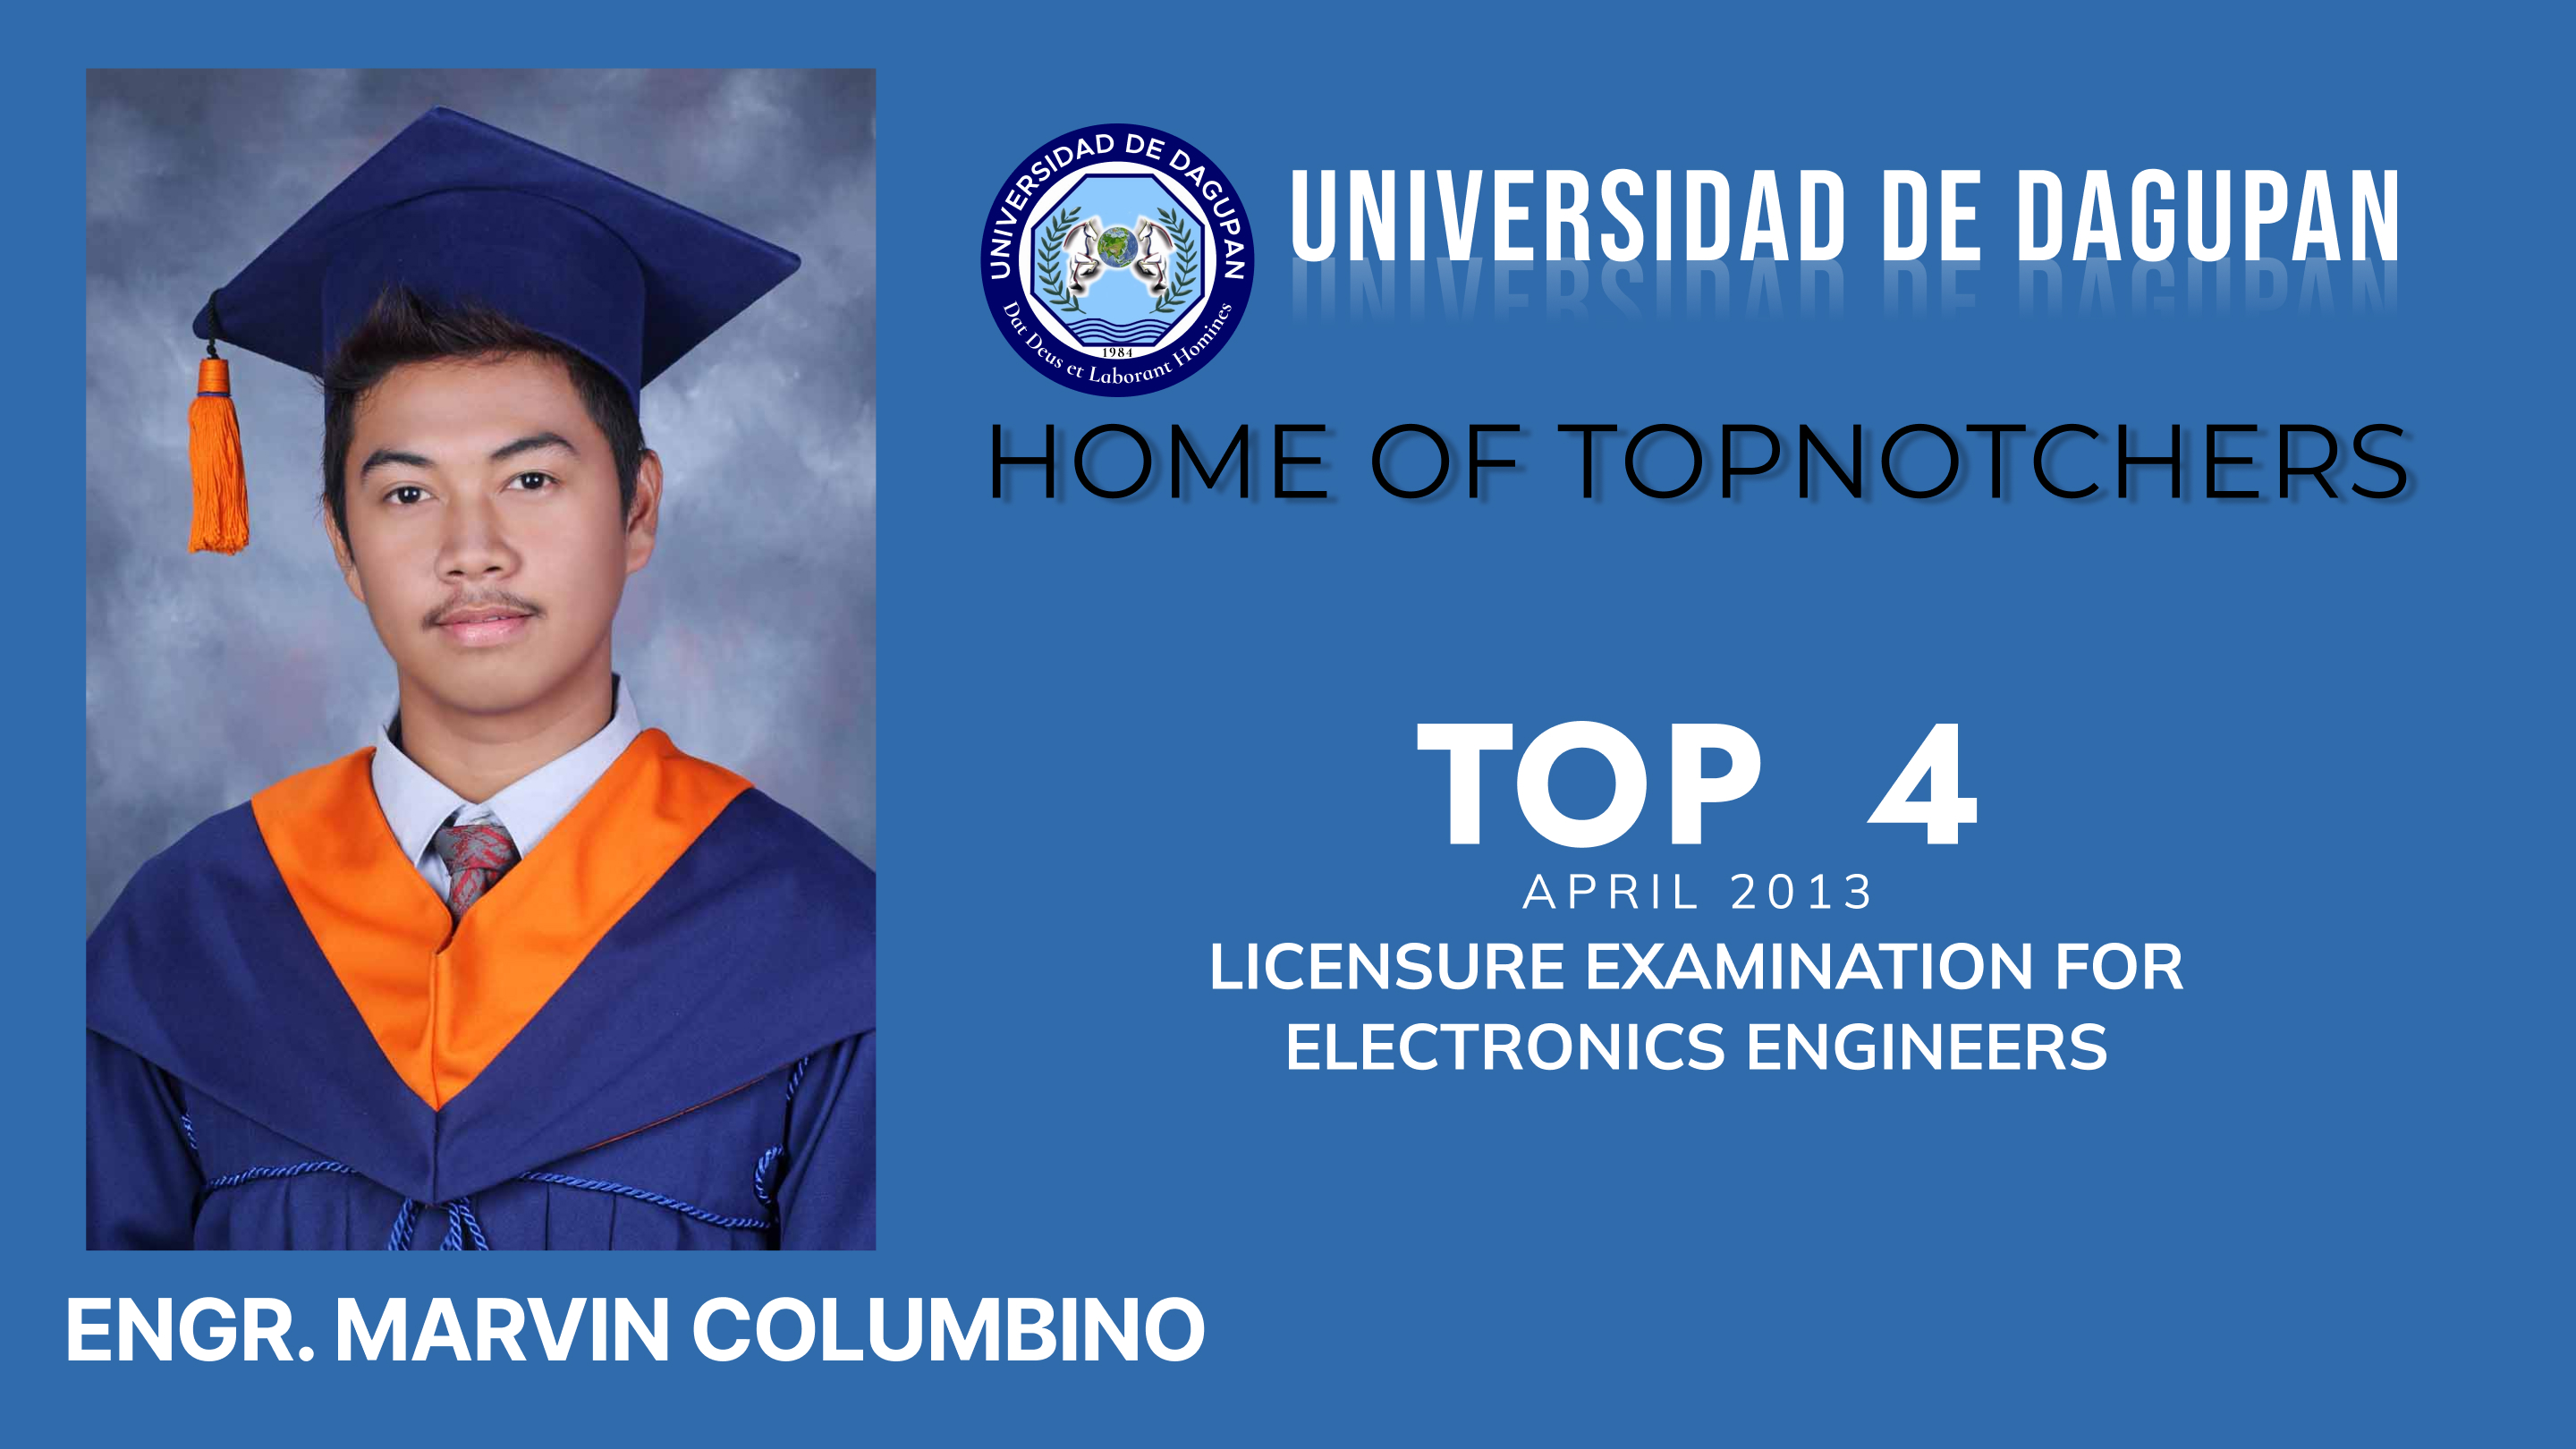 UNIVERSIDAD DE DAGUPAN
Dat Deus et Laborant Homines
1984
UNIVERSIDAD DE DAGUPAN
HOME OF TOPNOTCHERS
TOP 4
APRIL 2013
LICENSURE EXAMINATION FOR
ELECTRONICS ENGINEERS
ENGR. MARVIN COLUMBINO